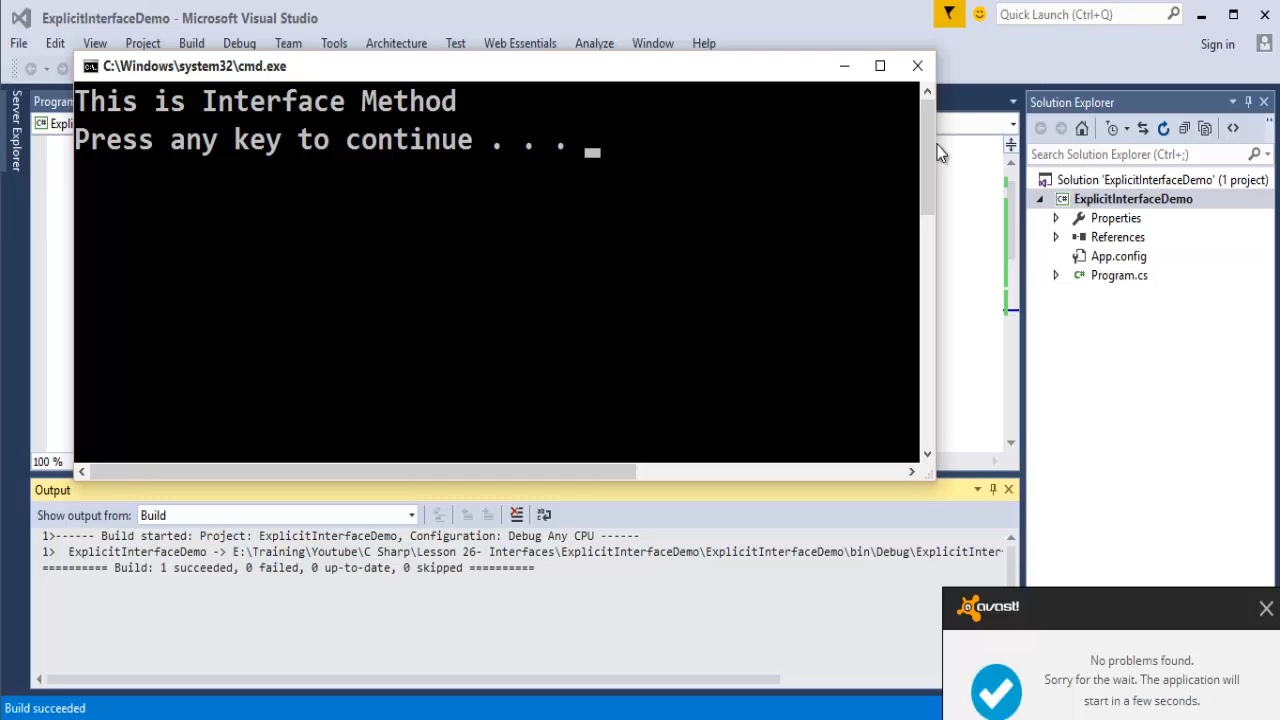 ExplicitInterfaceDemo - Microsoft Visual Studio
Quick Launch (Ctrl+Q)
File Edit View Project Build Debug Team Tools Architecture Test Web Essentials Analyze Window Help
Sign in
C:\Windows\system32\cmd.exe
This is Interface Method
Press any key to continue . . .
Server Explorer
Program
Expli
100 %
Solution Explorer
Search Solution Explorer (Ctrl+;)
Solution 'ExplicitInterfaceDemo' (1 project)
ExplicitInterfaceDemo
Properties
References
App.config
Program.cs
Output
Show output from: Build
1>------ Build started: Project: ExplicitInterfaceDemo, Configuration: Debug Any CPU ------
1>  ExplicitInterfaceDemo -> E:\Training\Youtube\C Sharp\Lesson 26- Interfaces\ExplicitInterfaceDemo\ExplicitInterfaceDemo\bin\Debug\ExplicitInter
========== Build: 1 succeeded, 0 failed, 0 up-to-date, 0 skipped ==========
avast!
No problems found.
Sorry for the wait. The application will
start in a few seconds.
Build succeeded